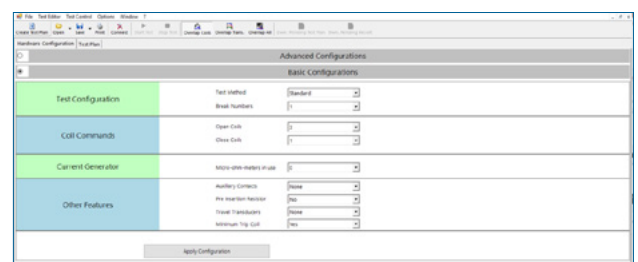 File Test Editor Test Control Options Window ?
Create Test Plan Open Save Print Connect Start Test Stop Test Overlap Coils Overlap Trans. Overlap All
Hardware Configuration Test Plan
Advanced Configurations
Basic Configurations
Test Configuration
Test Method Standard
Break Numbers 1
Coil Commands
Open Coils 2
Close Coils 1
Current Generator
Micro-ohm-meters in use 0
Other Features
Auxiliary Contacts None
Pre Insertion Resistor No
Travel Transducers None
Minimum Trip Coil Yes
Apply Configuration